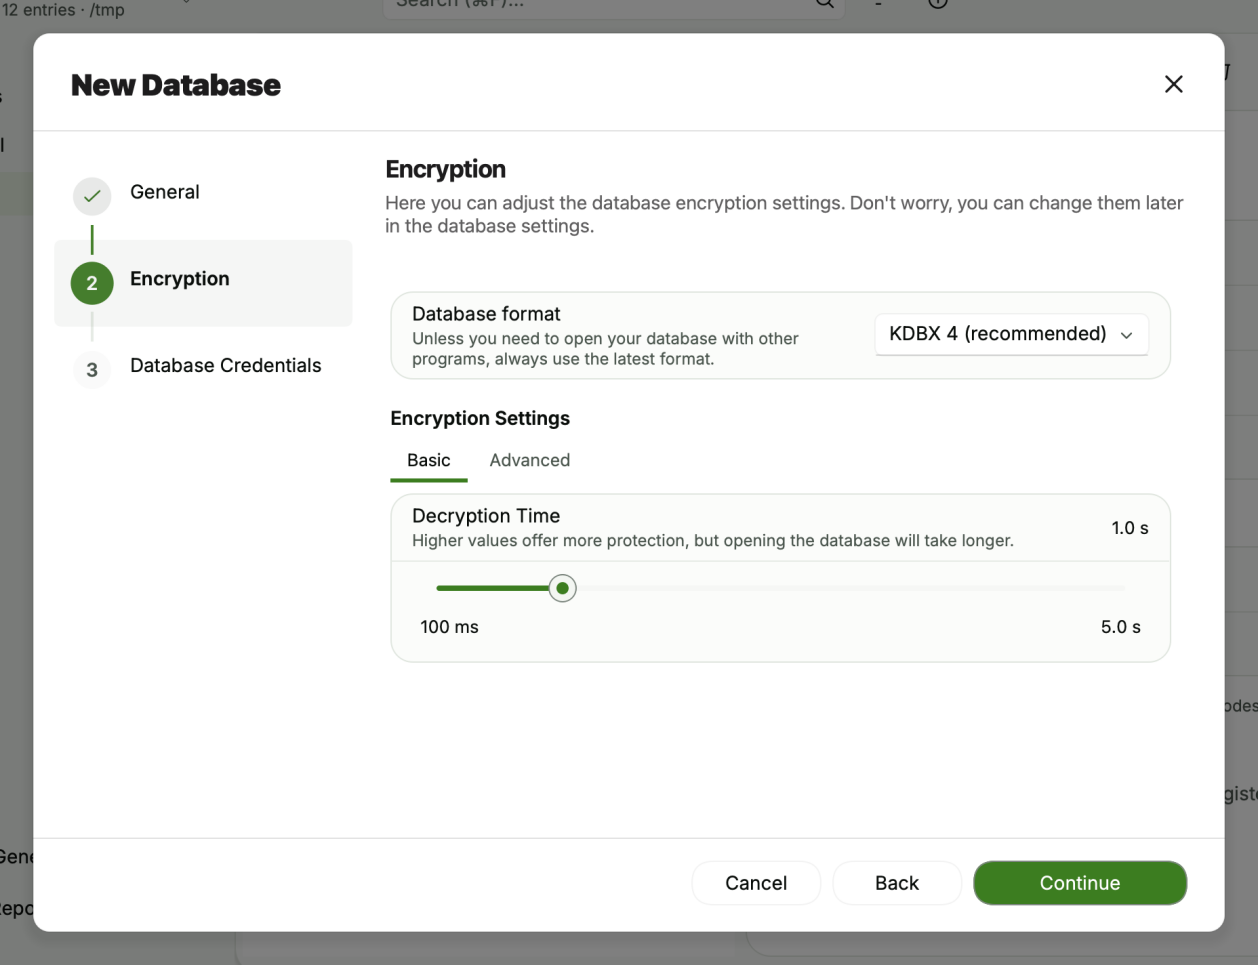 12 entries · /tmp
Search (⌘F)...
New Database
General
2
Encryption
3
Database Credentials
Encryption
Here you can adjust the database encryption settings. Don't worry, you can change them later
in the database settings.
Database format
Unless you need to open your database with other
programs, always use the latest format.
KDBX 4 (recommended)
Encryption Settings
Basic
Advanced
Decryption Time
Higher values offer more protection, but opening the database will take longer.
1.0 s
100 ms
5.0 s
Cancel
Back
Continue